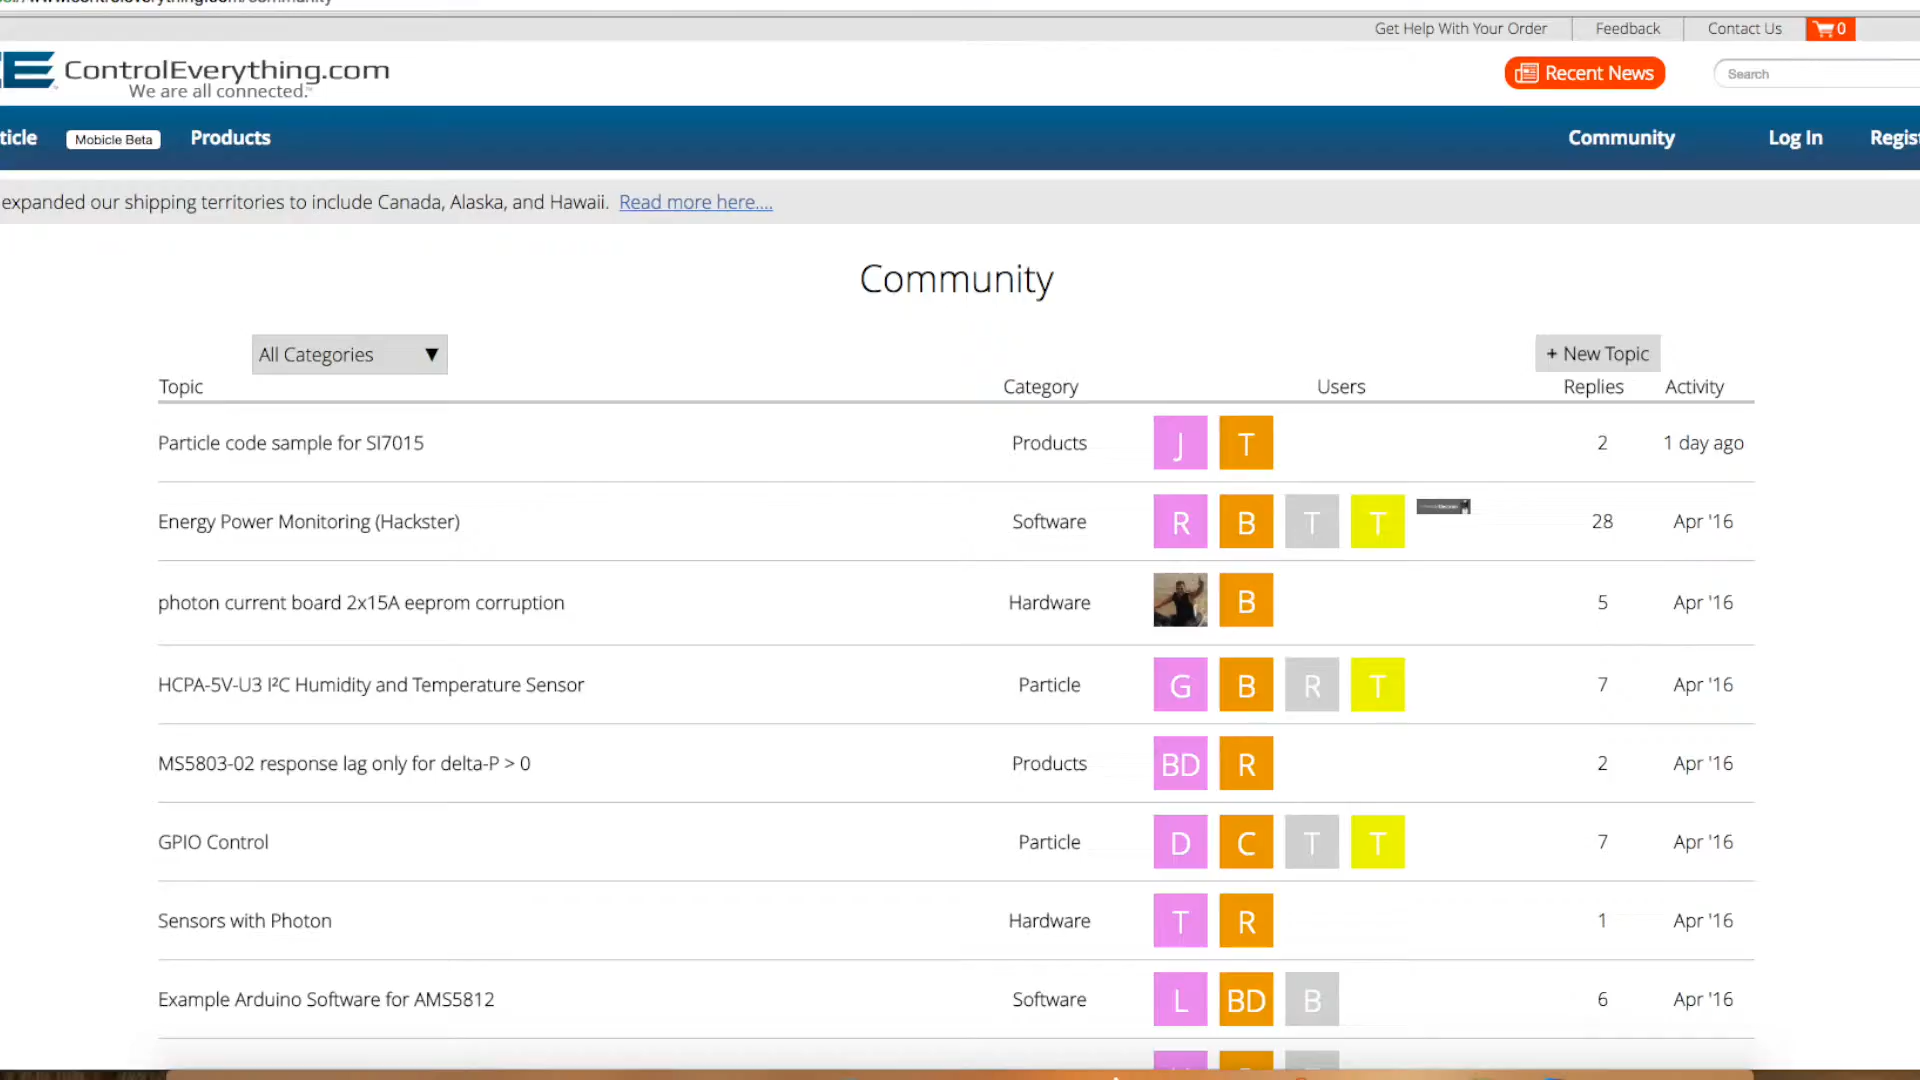 Get Help With Your Order Feedback Contact Us 0
ControlEverything.com
We are all connected.
Recent News Search
ticle Mobicle Beta Products Community Log In Regist
expanded our shipping territories to include Canada, Alaska, and Hawaii. Read more here....
Community
All Categories ▼ + New Topic
Topic Category Users Replies Activity
Particle code sample for SI7015 Products J T 2 1 day ago
Energy Power Monitoring (Hackster) Software R B T T 28 Apr '16
photon current board 2x15A eeprom corruption Hardware B 5 Apr '16
HCPA-5V-U3 I²C Humidity and Temperature Sensor Particle G B R T 7 Apr '16
MS5803-02 response lag only for delta-P > 0 Products BD R 2 Apr '16
GPIO Control Particle D C T T 7 Apr '16
Sensors with Photon Hardware T R 1 Apr '16
Example Arduino Software for AMS5812 Software L BD B 6 Apr '16